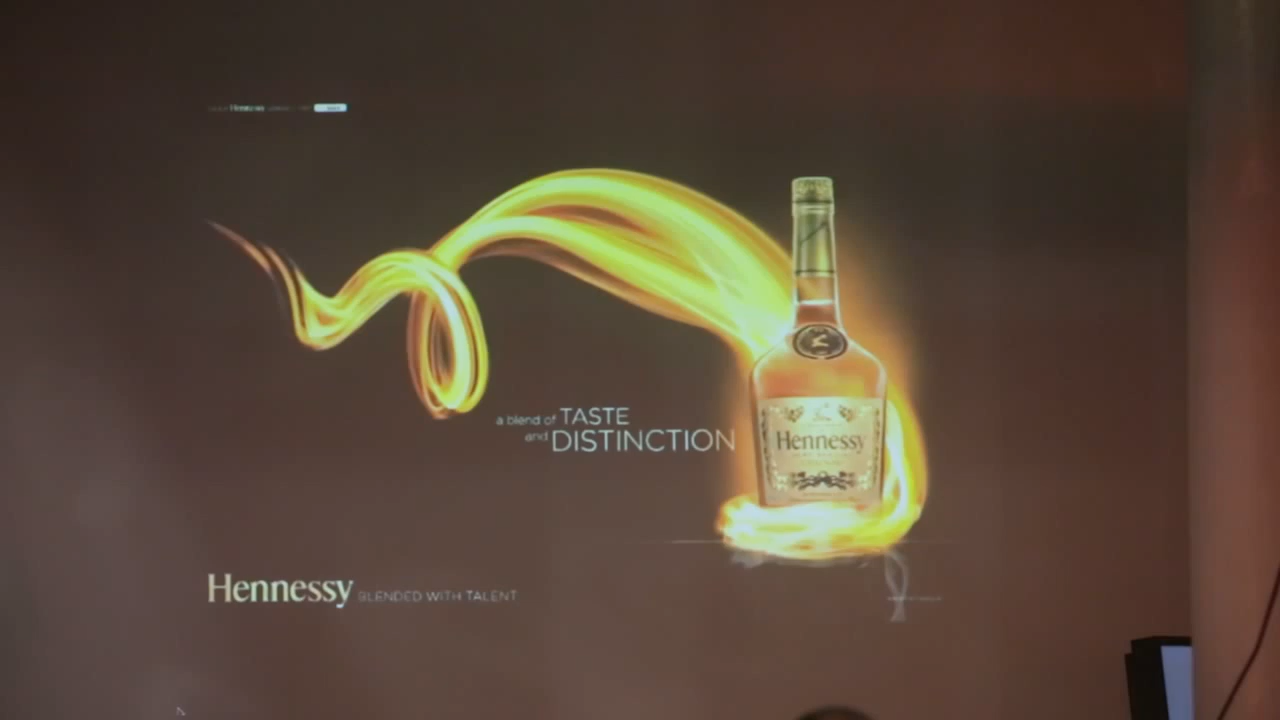 Hennessy
a blend of TASTE
and DISTINCTION
Hennessy
Hennessy BLENDED WITH TALENT